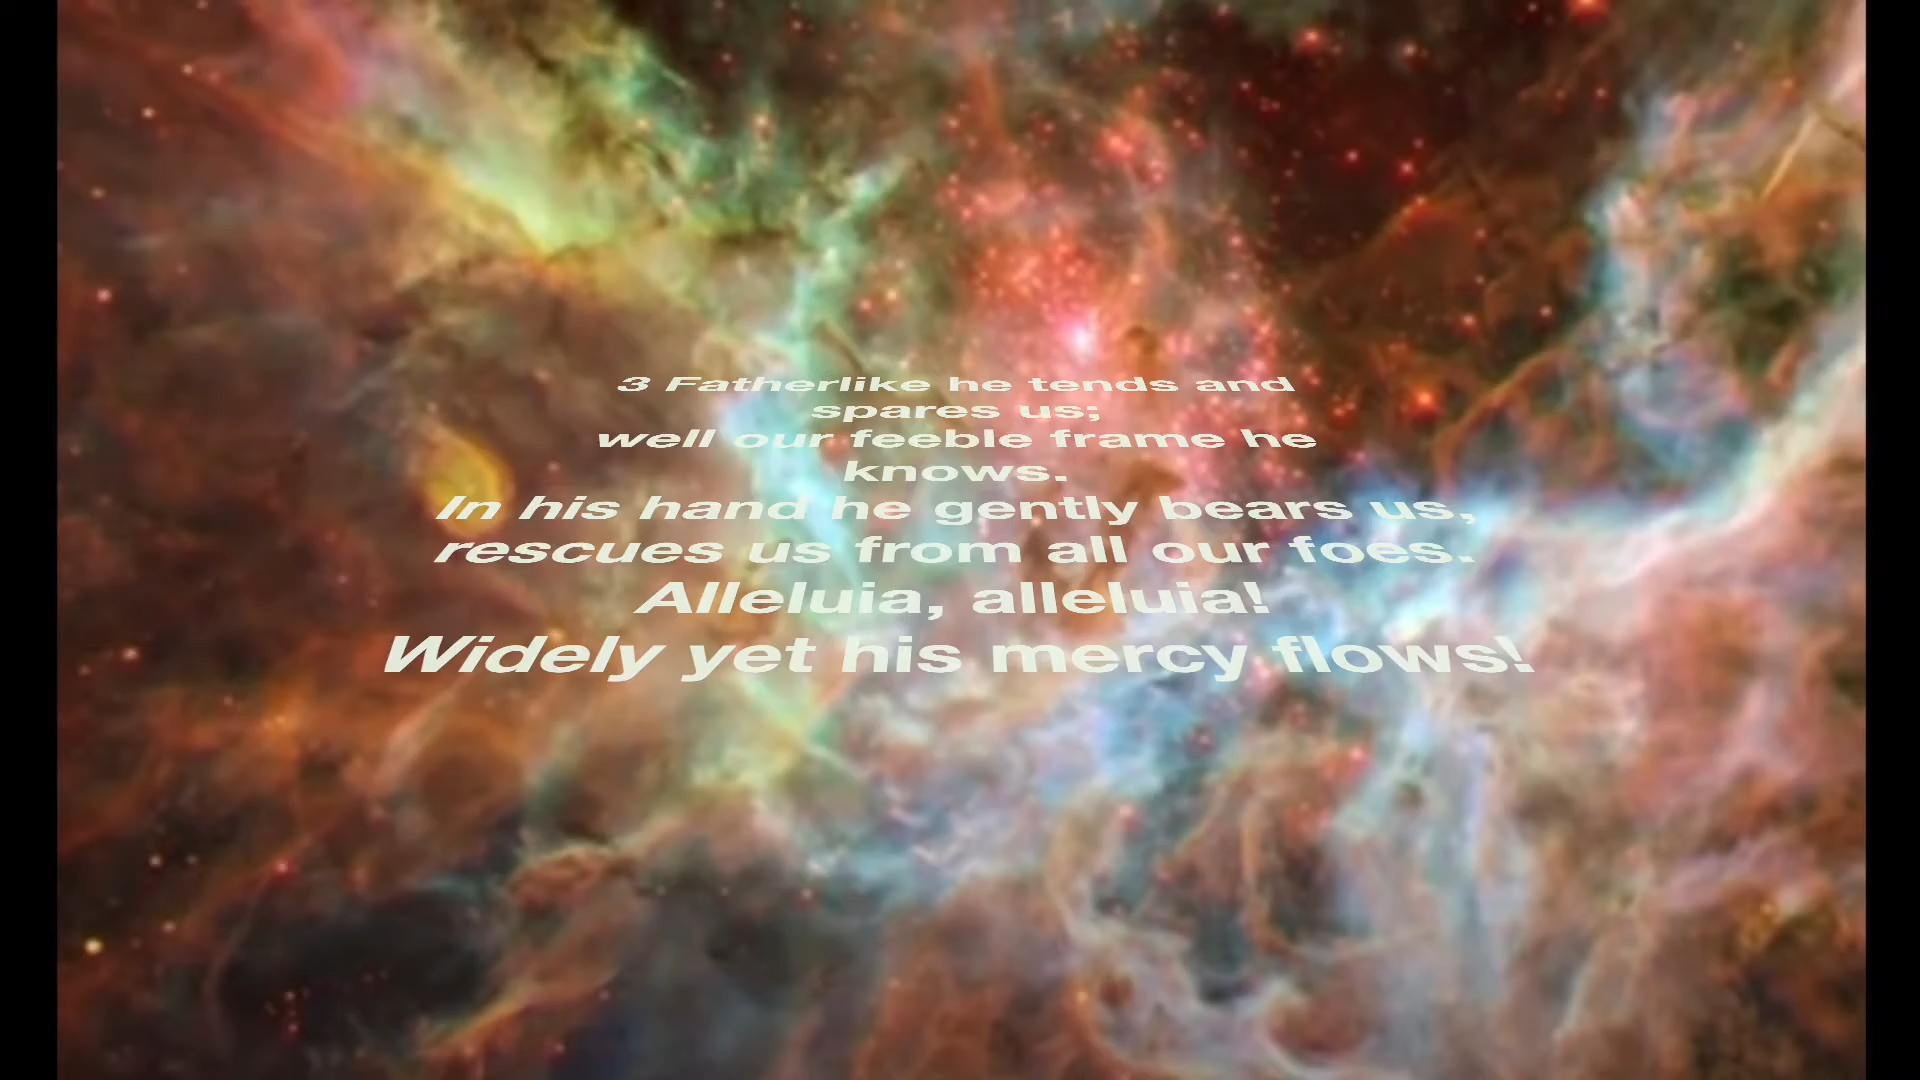 3 Fatherlike he tends and
spares us;
well our feeble frame he
knows.
In his hand he gently bears us,
rescues us from all our foes.
Alleluia, alleluia!
Widely yet his mercy flows!